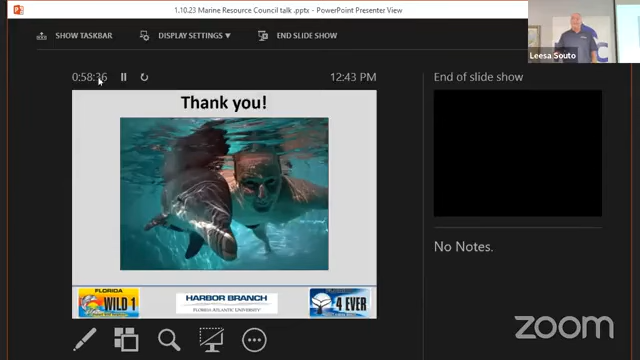 1.10.23 Marine Resource Council talk .pptx - PowerPoint Presenter View
SHOW TASKBAR
DISPLAY SETTINGS
END SLIDE SHOW
Leesa Souto
0:58:36
12:43 PM
End of slide show
Thank you!
No Notes.
FLORIDA
WILD 1
HARBOR BRANCH
FLORIDA ATLANTIC UNIVERSITY
4 EVER
zoom